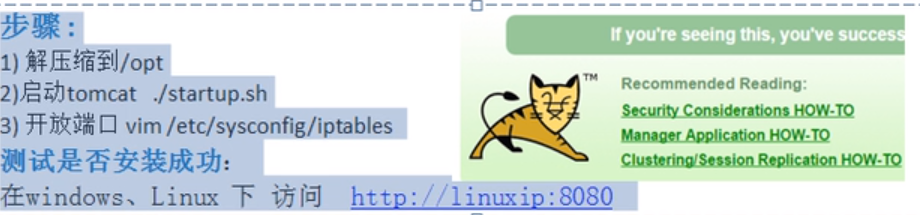 步骤：
1) 解压缩到/opt
2)启动tomcat ./startup.sh
3) 开放端口 vim /etc/sysconfig/iptables
测试是否安装成功：
在windows、Linux 下 访问 http://linuxip:8080
If you're seeing this, you've success
TM
Recommended Reading:
Security Considerations HOW-TO
Manager Application HOW-TO
Clustering/Session Replication HOW-TO